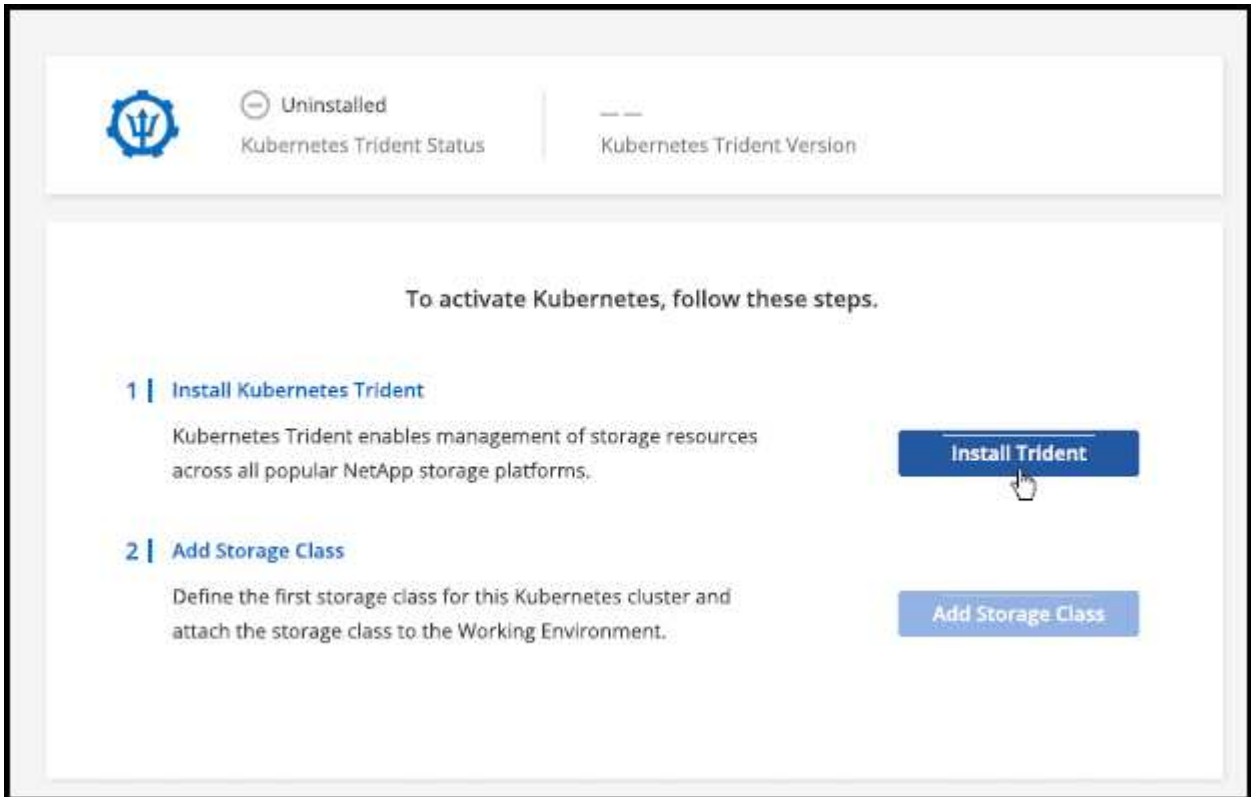 Uninstalled
Kubernetes Trident Status
— —
Kubernetes Trident Version
To activate Kubernetes, follow these steps.
1 | Install Kubernetes Trident
Kubernetes Trident enables management of storage resources
across all popular NetApp storage platforms.
Install Trident
2 | Add Storage Class
Define the first storage class for this Kubernetes cluster and
attach the storage class to the Working Environment.
Add Storage Class